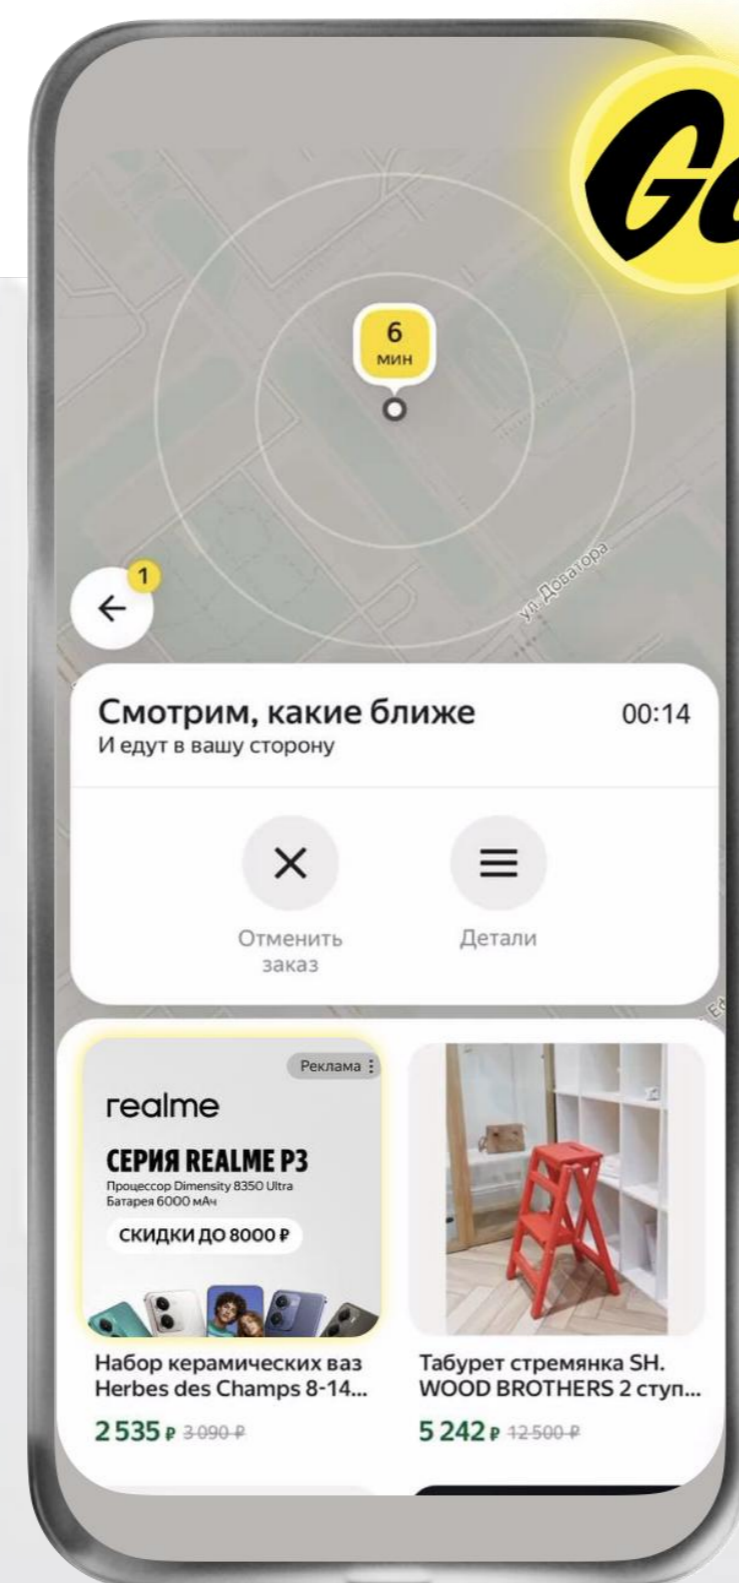 Go
6
мин
1
ул. Доватора
Смотрим, какие ближе
00:14
И едут в вашу сторону
Отменить
заказ
Детали
Реклама
realme
СЕРИЯ REALME P3
Процессор Dimensity 8350 Ultra
Батарея 6000 мАч
СКИДКИ ДО 8000 ₽
Набор керамических ваз
Herbes des Champs 8-14...
2 535 ₽ 3 090 ₽
Табурет стремянка SH.
WOOD BROTHERS 2 ступ...
5 242 ₽ 12 500 ₽